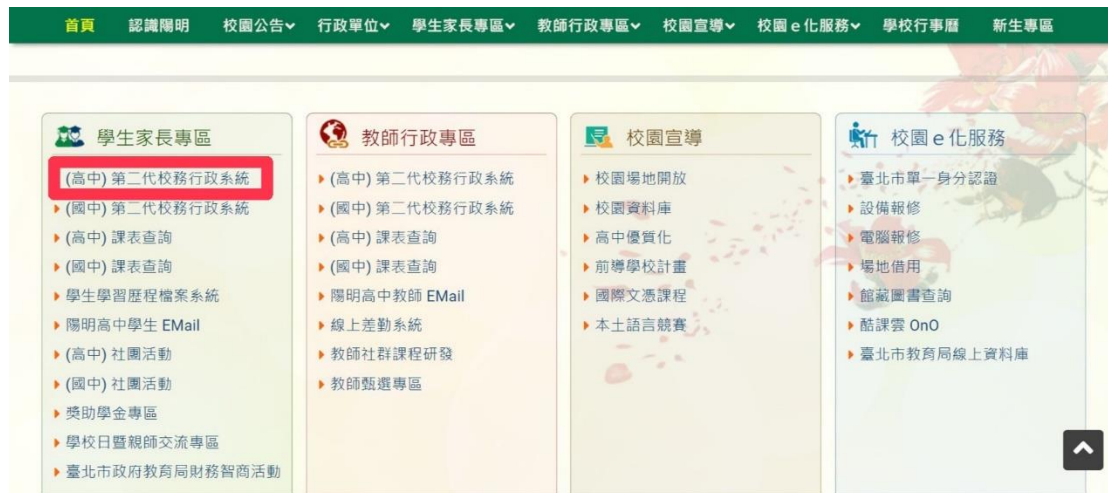 首頁 認識陽明 校園公告 行政單位 學生家長專區 教師行政專區 校園宣導 校園e化服務 學校行事曆 新生專區
學生家長專區
(高中) 第二代校務行政系統
(國中) 第二代校務行政系統
(高中) 課表查詢
(國中) 課表查詢
學生學習歷程檔案系統
陽明高中學生 EMail
(高中) 社團活動
(國中) 社團活動
獎助學金專區
學校日暨親師交流專區
臺北市政府教育局財務智商活動
教師行政專區
(高中) 第二代校務行政系統
(國中) 第二代校務行政系統
(高中) 課表查詢
(國中) 課表查詢
陽明高中教師 EMail
線上差勤系統
教師社群課程研發
教師甄選專區
校園宣導
校園場地開放
校園資料庫
高中優質化
前導學校計畫
國際文憑課程
本土語言競賽
校園e化服務
臺北市單一身分認證
設備報修
電腦報修
場地借用
館藏圖書查詢
酷課雲 OnO
臺北市教育局線上資料庫